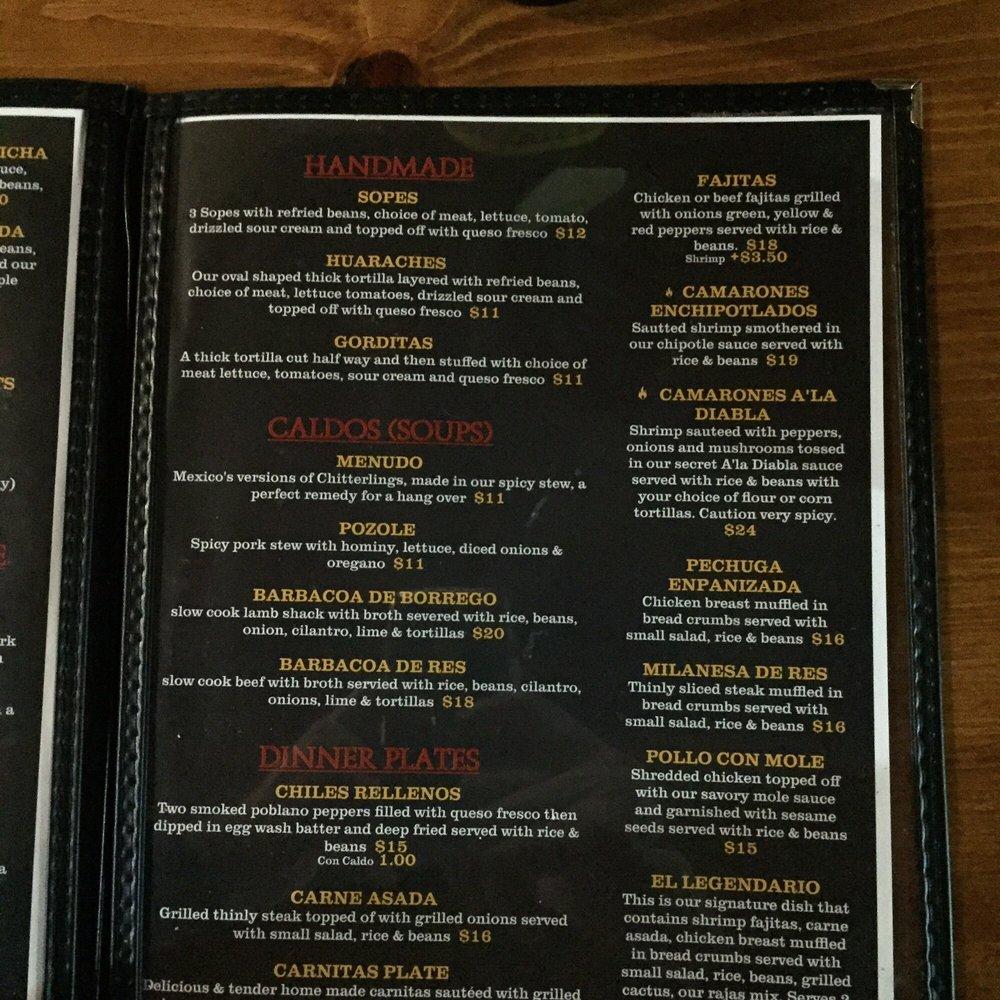 ICHA
uce,
beans,
0
DA
eans,
d our
ple
TS
y)
E
rk
a
a
HANDMADE
SOPES
3 Sopes with refried beans, choice of meat, lettuce, tomato,
drizzled sour cream and topped off with queso fresco $12
HUARACHES
Our oval shaped thick tortilla layered with refried beans,
choice of meat, lettuce tomatoes, drizzled sour cream and
topped off with queso fresco $11
GORDITAS
A thick tortilla cut half way and then stuffed with choice of
meat lettuce, tomatoes, sour cream and queso fresco $11
CALDOS (SOUPS)
MENUDO
Mexico's versions of Chitterlings, made in our spicy stew, a
perfect remedy for a hang over $11
POZOLE
Spicy pork stew with hominy, lettuce, diced onions &
oregano $11
BARBACOA DE BORREGO
slow cook lamb shack with broth severed with rice, beans,
onion, cilantro, lime & tortillas $20
BARBACOA DE RES
slow cook beef with broth servied with rice, beans, cilantro,
onions, lime & tortillas $18
DINNER PLATES
CHILES RELLENOS
Two smoked poblano peppers filled with queso fresco then
dipped in egg wash batter and deep fried served with rice &
beans $15
Con Caldo 1.00
CARNE ASADA
Grilled thinly steak topped of with grilled onions served
with small salad, rice & beans $16
CARNITAS PLATE
Delicious & tender home made carnitas sautéed with grilled
FAJITAS
Chicken or beef fajitas grilled
with onions green, yellow &
red peppers served with rice &
beans. $18
Shrimp +$3.50
CAMARONES
ENCHIPOTLADOS
Sautted shrimp smothered in
our chipotle sauce served with
rice & beans $19
CAMARONES A'LA
DIABLA
Shrimp sauteed with peppers,
onions and mushrooms tossed
in our secret A'la Diabla sauce
served with rice & beans with
your choice of flour or corn
tortillas. Caution very spicy.
$24
PECHUGA
ENPANIZADA
Chicken breast muffled in
bread crumbs served with
small salad, rice & beans $16
MILANESA DE RES
Thinly sliced steak muffled in
bread crumbs served with
small salad, rice & beans $16
POLLO CON MOLE
Shredded chicken topped off
with our savory mole sauce
and garnished with sesame
seeds served with rice & beans
$15
EL LEGENDARIO
This is our signature dish that
contains shrimp fajitas, carne
asada, chicken breast muffled
in bread crumbs served with
small salad, rice, beans, grilled
cactus, our rajas mix. Serves